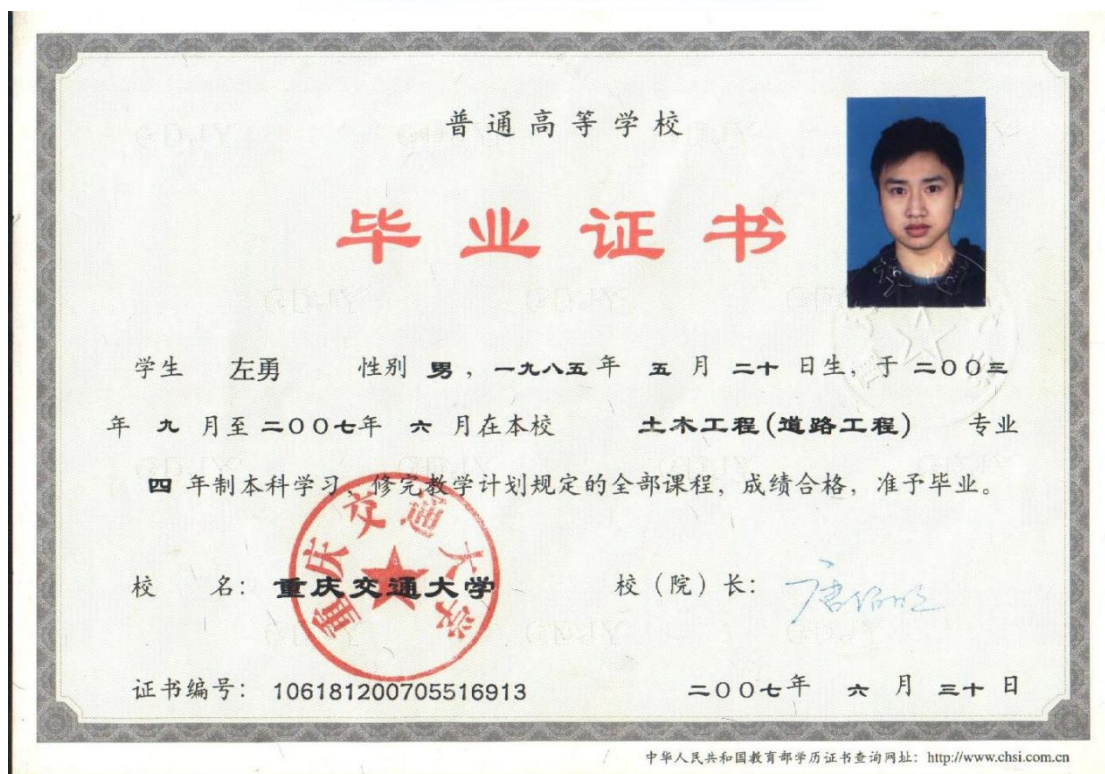 普通高等学校
毕业证书
学生 左勇 性别 男，一九八五年 五 月 二十 日生，于 二00三
年 九 月至 二00七年 六 月在本校 土木工程(道路工程) 专业
四 年制本科学习，修完教学计划规定的全部课程，成绩合格，准予毕业。
重庆交通大学
校 名：重庆交通大学 校（院）长：
证书编号：106181200705516913 二00七年 六 月 三十 日
中华人民共和国教育部学历证书查询网址：http://www.chsi.com.cn